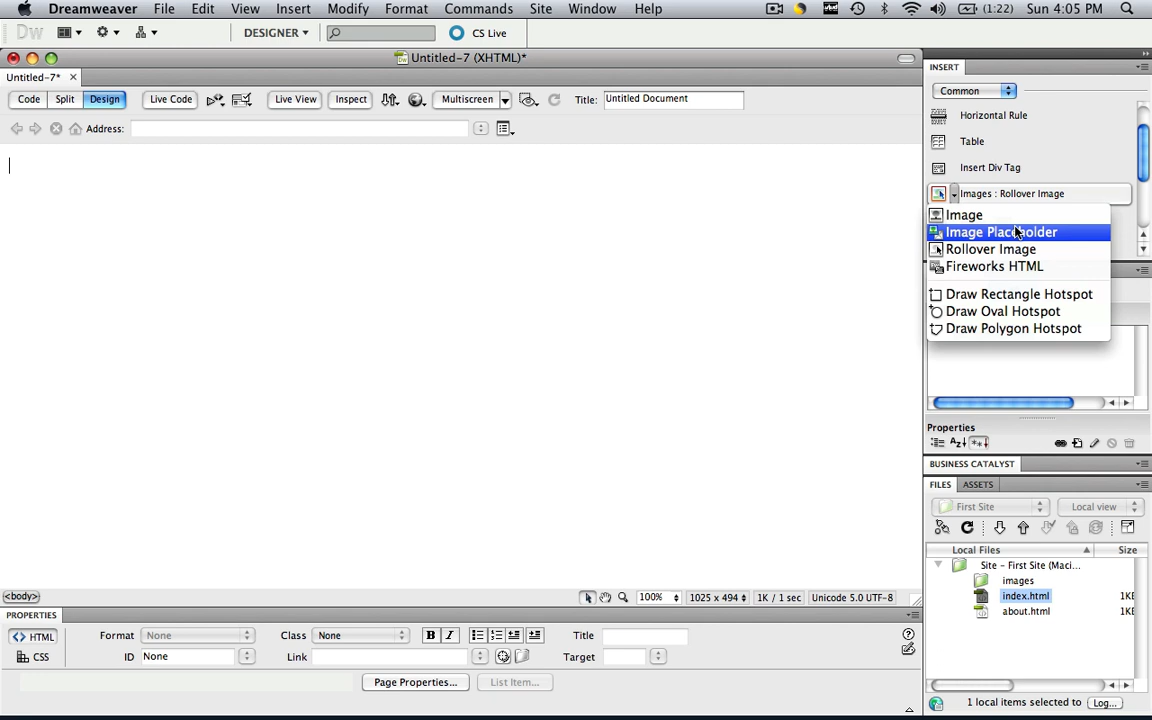 Dreamweaver File Edit View Insert Modify Format Commands Site Window Help (1:22) Sun 4:05 PM
Dw DESIGNER CS Live
Untitled-7 (XHTML)*
Untitled-7*
Code Split Design Live Code Live View Inspect Multiscreen Title: Untitled Document
Address:
INSERT
Common
Horizontal Rule
Table
Insert Div Tag
Images : Rollover Image
Image
Image Placeholder
Rollover Image
Fireworks HTML
Draw Rectangle Hotspot
Draw Oval Hotspot
Draw Polygon Hotspot
Properties
BUSINESS CATALYST
FILES ASSETS
First Site Local view
Local Files Size
Site - First Site (Maci...
images
index.html 1K
about.html 1K
1 local items selected to Log...
<body> 100% 1025 x 494 1K / 1 sec Unicode 5.0 UTF-8
PROPERTIES
<> HTML Format None Class None B I Title
CSS ID None Link Target
Page Properties... List Item...